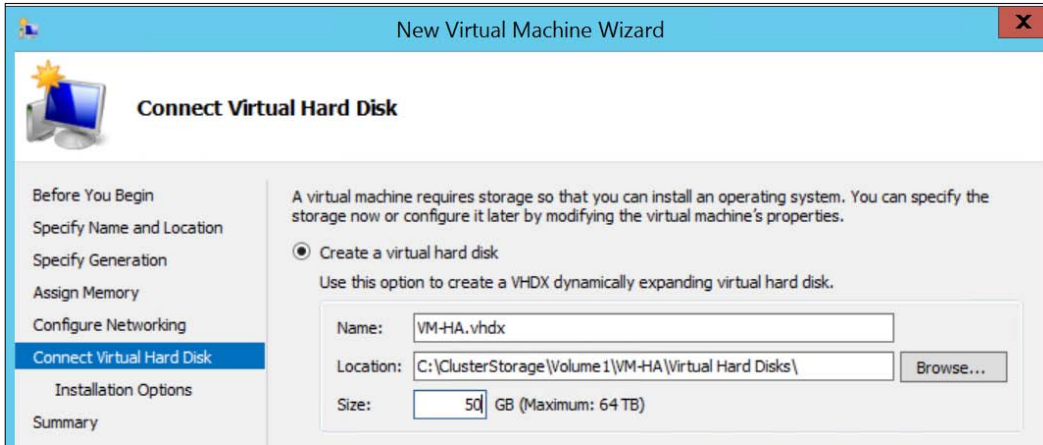 New Virtual Machine Wizard
X
Connect Virtual Hard Disk
Before You Begin
Specify Name and Location
Specify Generation
Assign Memory
Configure Networking
Connect Virtual Hard Disk
Installation Options
Summary
A virtual machine requires storage so that you can install an operating system. You can specify the
storage now or configure it later by modifying the virtual machine's properties.
Create a virtual hard disk
Use this option to create a VHDX dynamically expanding virtual hard disk.
Name: VM-HA.vhdx
Location: C:\ClusterStorage\Volume1\VM-HA\Virtual Hard Disks\ Browse...
Size: 50 GB (Maximum: 64 TB)